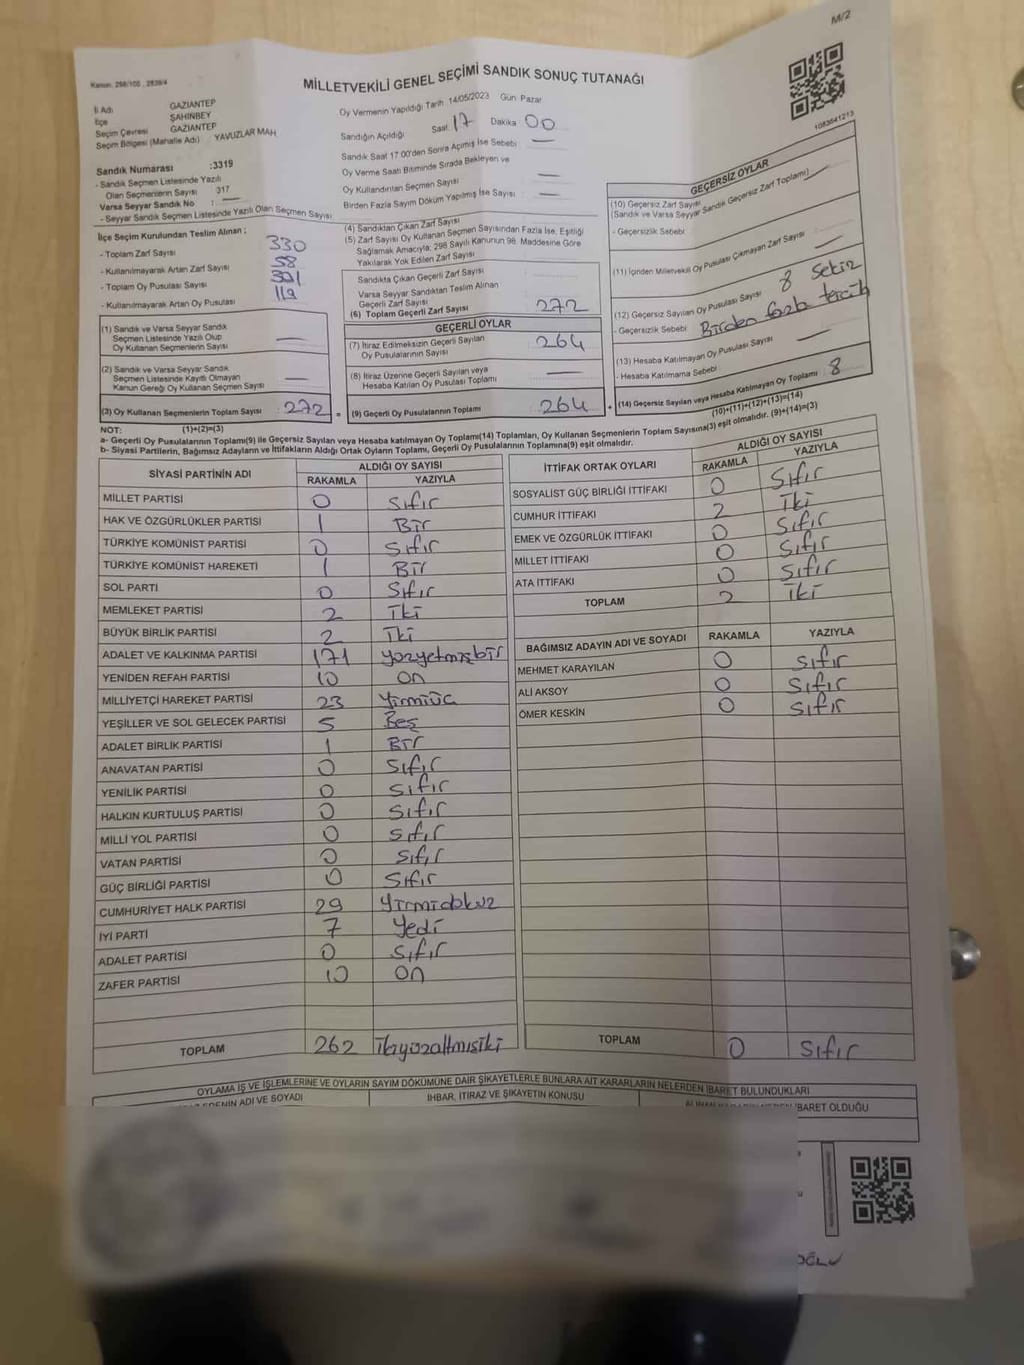 M/2
Kanun: 298/105 , 2839/4
MİLLETVEKİLİ GENEL SEÇİMİ SANDIK SONUÇ TUTANAĞI
İl Adı GAZİANTEP
İlçe ŞAHİNBEY
Seçim Çevresi GAZİANTEP
Seçim Bölgesi (Mahalle Adı) : YAVUZLAR MAH
Sandık Numarası :3319
- Sandık Seçmen Listesinde Yazılı
Olan Seçmenlerin Sayısı 317
Varsa Seyyar Sandık No : —
- Seyyar Sandık Seçmen Listesinde Yazılı Olan Seçmen Sayısı
Oy Vermenin Yapıldığı Tarih 14/05/2023 Gün Pazar
Sandığın Açıldığı Saat 17 Dakika 00
Sandık Saat 17:00'den Sonra Açımış İse Sebebi : —
Oy Verme Saati Bitiminde Sırada Bekleyen ve
Oy Kullandırılan Seçmen Sayısı —
Birden Fazla Sayım Döküm Yapılmış İse Sayısı : —
1083641213
İlçe Seçim Kurulundan Teslim Alınan ;
- Toplam Zarf Sayısı 330
- Kullanılmayarak Artan Zarf Sayısı 58
- Toplam Oy Pusulası
- Kullanılmayarak Artan Oy Pusulası 119
(1) Sandık ve Varsa Seyyar Sandık
Seçmen Listesinde Yazılı Olup
Oy Kullanan Seçmenlerin Sayısı —
(2) Sandık ve Varsa Seyyar Sandık
Seçmen Listesinde Kayıtlı Olmayan
Kanun Gereği Oy Kullanan Seçmen Sayısı —
(3) Oy Kullanan Seçmenlerin Toplam Sayısı 272 =
(4) Sandıktan Çıkan Zarf Sayısı
(5) Zarf Sayısı Oy Kullanan Seçmen Sayısından Fazla İse, Eşitliği
Sağlamak Amacıyla; 298 Sayılı Kanunun 98. Maddesine Göre
Yakılarak Yok Edilen Zarf Sayısı
Sandıkta Çıkan Geçerli Zarf Sayısı
Varsa Seyyar Sandıktan Teslim Alınan
Geçerli Zarf Sayısı
(6) Toplam Geçerli Zarf Sayısı 272
GEÇERLİ OYLAR
(7) İtiraz Edilmeksizin Geçerli Sayılan
Oy Pusulalarının Sayısı 264
(8) İtiraz Üzerine Geçerli Sayılan veya
Hesaba Katılan Oy Pusulası Toplamı —
(9) Geçerli Oy Pusulalarının Toplamı 264 +
GEÇERSİZ OYLAR
(10) Geçersiz Zarf Sayısı
(Sandık ve Varsa Seyyar Sandık Geçersiz Zarf Toplamı) —
- Geçersizlik Sebebi
(11) İçinden Milletvekili Oy Pusulası Çıkmayan Zarf Sayısı —
(12) Geçersiz Sayılan Oy Pusulası Sayısı 8 Sekiz
- Geçersizlik Sebebi Birden fazla tercih
(13) Hesaba Katılmayan Oy Pusulası Sayısı —
- Hesaba Katılmama Sebebi
(14) Geçersiz Sayılan veya Hesaba Katılmayan Oy Toplamı 8
NOT: (1)+(2)=(3) (10)+(11)+(12)+(13)=(14)
a- Geçerli Oy Pusulaları Toplamı(9) ile Geçersiz Sayılan veya Hesaba katılmayan Oy Toplamı(14) Toplamları, Oy Kullanan Seçmenlerin Toplam Sayısına(3) eşit olmalıdır. (9)+(14)=(3)
b- Siyasi Partilerin, Bağımsız Adayların ve İttifakların Aldığı Ortak Oyların Toplamı, Geçerli Oy Pusulalarının Toplamına(9) eşit olmalıdır.
SİYASİ PARTİNİN ADI ALDIĞI OY SAYISI
RAKAMLA YAZIYLA
MİLLET PARTİSİ 0 Sıfır
HAK VE ÖZGÜRLÜKLER PARTİSİ 1 Bir
TÜRKİYE KOMÜNİST PARTİSİ 0 Sıfır
TÜRKİYE KOMÜNİST HAREKETİ 1 Bir
SOL PARTİ 0 Sıfır
MEMLEKET PARTİSİ 2 İki
BÜYÜK BİRLİK PARTİSİ 2 İki
ADALET VE KALKINMA PARTİSİ 171 yüzyetmişbir
YENİDEN REFAH PARTİSİ 10 On
MİLLİYETÇİ HAREKET PARTİSİ 23 Yirmiüç
YEŞİLLER VE SOL GELECEK PARTİSİ 5 Beş
ADALET BİRLİK PARTİSİ 1 Bir
ANAVATAN PARTİSİ 0 Sıfır
YENİLİK PARTİSİ 0 Sıfır
HALKIN KURTULUŞ PARTİSİ 0 Sıfır
MİLLİ YOL PARTİSİ 0 Sıfır
VATAN PARTİSİ 0 Sıfır
GÜÇ BİRLİĞİ PARTİSİ 0 Sıfır
CUMHURİYET HALK PARTİSİ 29 Yirmidokuz
İYİ PARTİ 7 Yedi
ADALET PARTİSİ 0 Sıfır
ZAFER PARTİSİ 10 On
TOPLAM 262 ikiyüzaltmışiki
İTTİFAK ORTAK OYLARI ALDIĞI OY SAYISI
RAKAMLA YAZIYLA
SOSYALİST GÜÇ BİRLİĞİ İTTİFAKI 0 Sıfır
CUMHUR İTTİFAKI 2 İki
EMEK VE ÖZGÜRLÜK İTTİFAKI 0 Sıfır
MİLLET İTTİFAKI 0 Sıfır
ATA İTTİFAKI 0 Sıfır
TOPLAM 2 İki
BAĞIMSIZ ADAYIN ADI VE SOYADI RAKAMLA YAZIYLA
MEHMET KARAYILAN 0 Sıfır
ALİ AKSOY 0 Sıfır
ÖMER KESKİN 0 Sıfır
TOPLAM 0 Sıfır
OYLAMA İŞ VE İŞLEMLERİNE VE OYLARIN SAYIM DÖKÜMÜNE DAİR ŞİKAYETLERLE BUNLARA AİT KARARLARIN NELERDEN İBARET BULUNDUKLARI
ADI VE SOYADI İHBAR, İTİRAZ VE ŞİKAYETİN KONUSU İBARET OLDUĞU